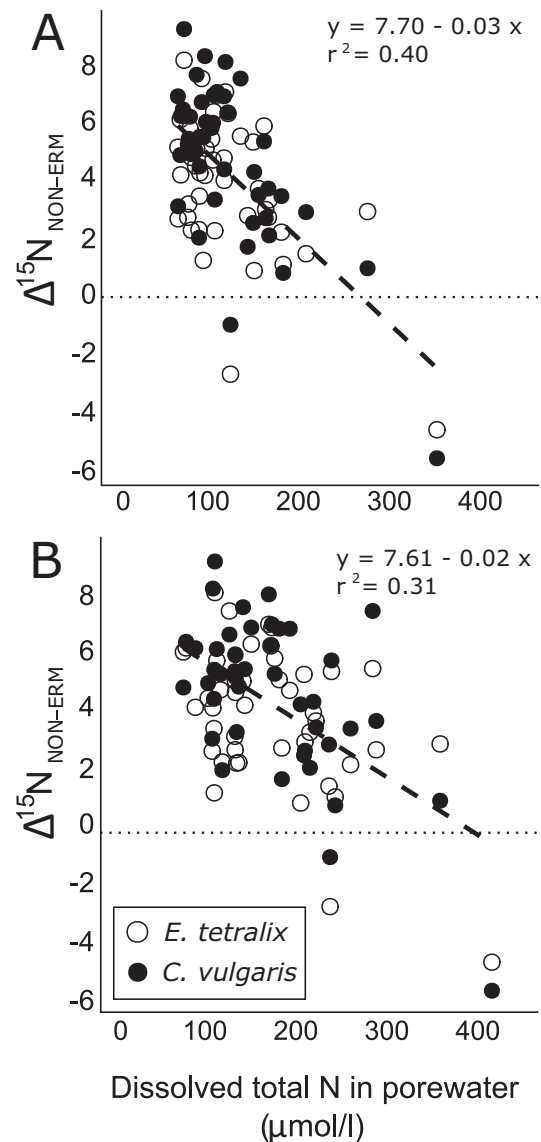 A
y = 7.70 - 0.03 x
r² = 0.40
Δ¹⁵N NON-ERM
8
6
4
2
0
-2
-4
-6
0 100 200 300 400
B
y = 7.61 - 0.02 x
r² = 0.31
Δ¹⁵N NON-ERM
8
6
4
2
0
-2
-4
-6
E. tetralix
C. vulgaris
0 100 200 300 400
Dissolved total N in porewater
(μmol/l)